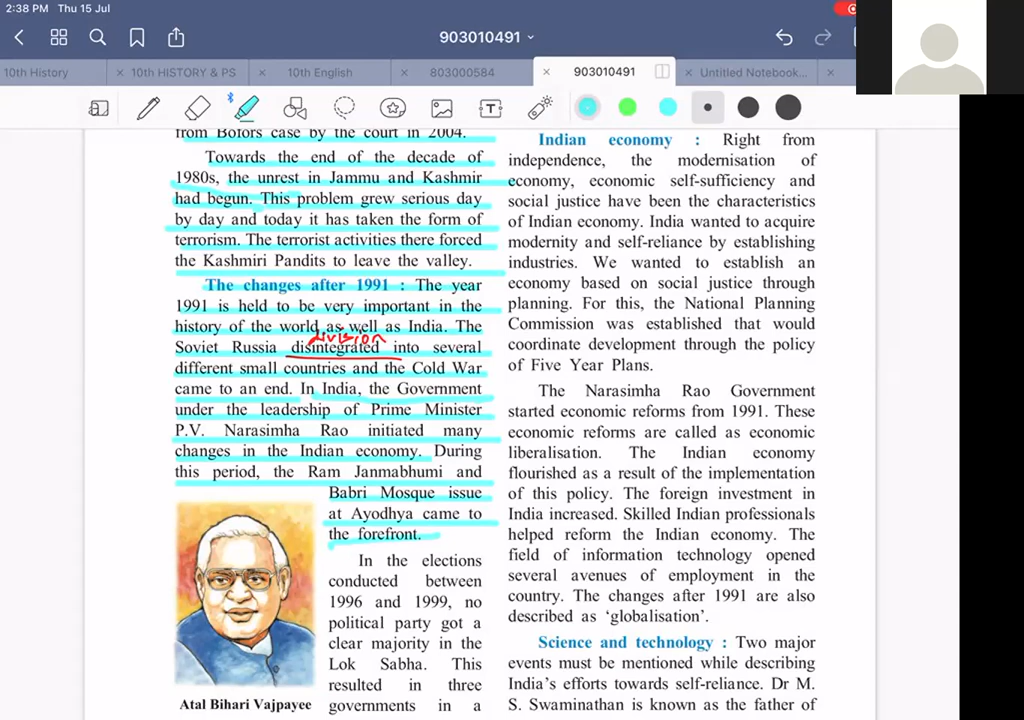 2:38 PM Thu 15 Jul
903010491
10th History
× 10th HISTORY & PS
× 10th English
× 803000584
× 903010491
× Untitled Notebook...
×
from Bofors case by the court in 2004.
Towards the end of the decade of
1980s, the unrest in Jammu and Kashmir
had begun. This problem grew serious day
by day and today it has taken the form of
terrorism. The terrorist activities there forced
the Kashmiri Pandits to leave the valley.
The changes after 1991 : The year
1991 is held to be very important in the
history of the world as well as India. The
division
Soviet Russia disintegrated into several
different small countries and the Cold War
came to an end. In India, the Government
under the leadership of Prime Minister
P.V. Narasimha Rao initiated many
changes in the Indian economy. During
this period, the Ram Janmabhumi and
Babri Mosque issue
at Ayodhya came to
the forefront.
In the elections
conducted between
1996 and 1999, no
political party got a
clear majority in the
Lok Sabha. This
resulted in three
governments in a
Atal Bihari Vajpayee
Indian economy : Right from
independence, the modernisation of
economy, economic self-sufficiency and
social justice have been the characteristics
of Indian economy. India wanted to acquire
modernity and self-reliance by establishing
industries. We wanted to establish an
economy based on social justice through
planning. For this, the National Planning
Commission was established that would
coordinate development through the policy
of Five Year Plans.
The Narasimha Rao Government
started economic reforms from 1991. These
economic reforms are called as economic
liberalisation. The Indian economy
flourished as a result of the implementation
of this policy. The foreign investment in
India increased. Skilled Indian professionals
helped reform the Indian economy. The
field of information technology opened
several avenues of employment in the
country. The changes after 1991 are also
described as ‘globalisation’.
Science and technology : Two major
events must be mentioned while describing
India’s efforts towards self-reliance. Dr M.
S. Swaminathan is known as the father of